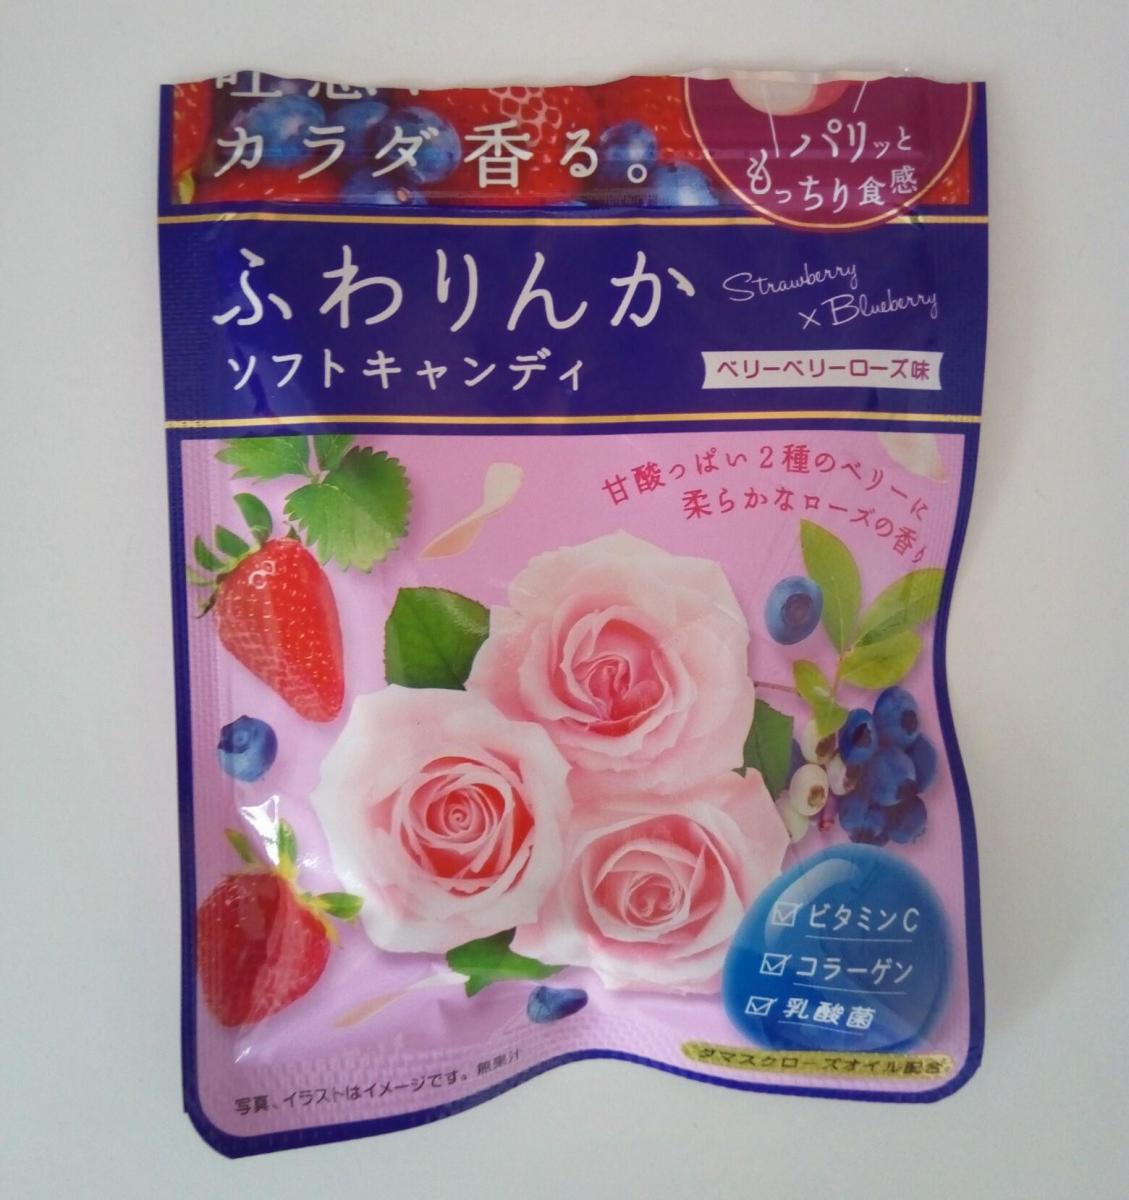 カラダ香る。
パリッと
もっちり食感
ふわりんか
Strawberry
× Blueberry
ソフトキャンディ
ベリーベリーローズ味
甘酸っぱい2種のベリーに
柔らかなローズの香り
☑ ビタミンC
☑ コラーゲン
☑ 乳酸菌
ダマスクローズオイル配合
写真、イラストはイメージです。無果汁